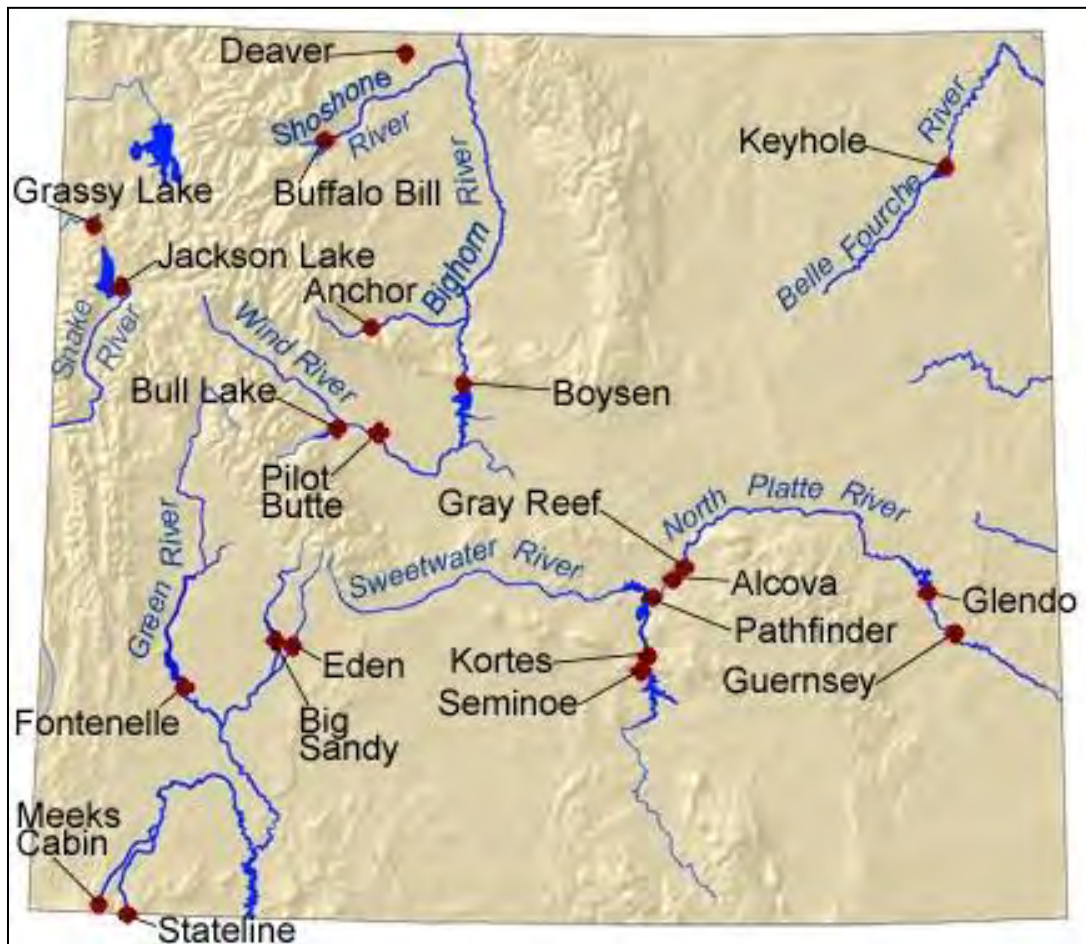 Deaver
Shoshone
River
Buffalo Bill
Keyhole
River
Belle Fourche
Grassy Lake
Jackson Lake
Snake
River
Anchor
Bighorn
River
Wind River
Bull Lake
Boysen
Pilot
Butte
Gray Reef
North Platte River
Green River
Sweetwater River
Alcova
Glendo
Pathfinder
Kortes
Seminoe
Guernsey
Eden
Big
Sandy
Fontenelle
Meeks
Cabin
Stateline